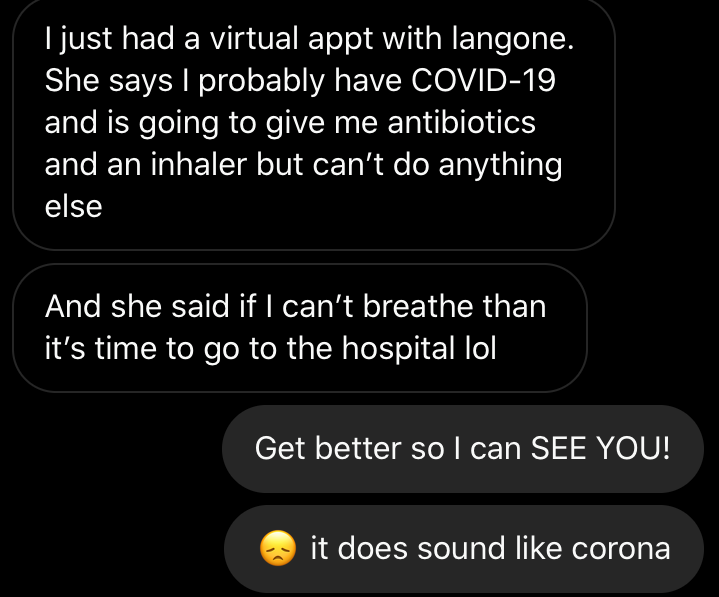 I just had a virtual appt with langone.
She says I probably have COVID-19
and is going to give me antibiotics
and an inhaler but can’t do anything
else
And she said if I can’t breathe than
it’s time to go to the hospital lol
Get better so I can SEE YOU!
😞 it does sound like corona